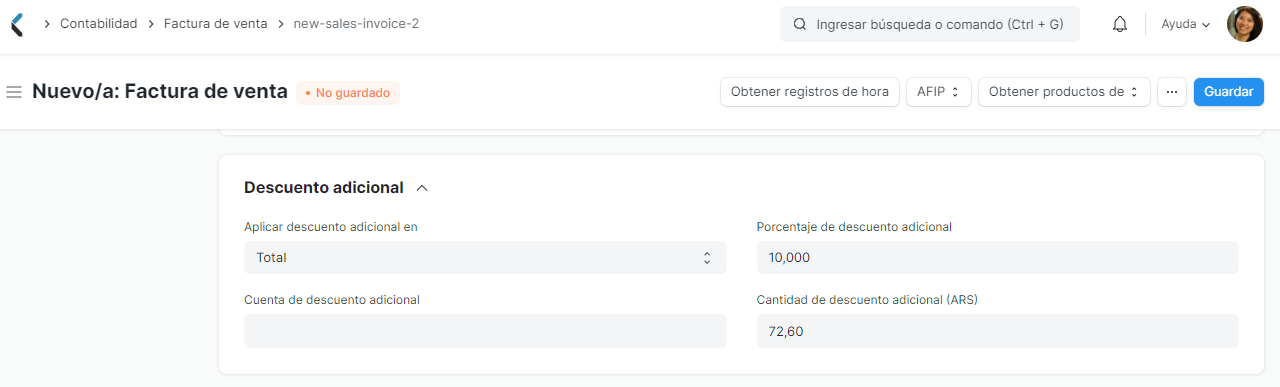 Contabilidad Factura de venta new-sales-invoice-2 Ingresar búsqueda o comando (Ctrl + G) Ayuda
Nuevo/a: Factura de venta No guardado Obtener registros de hora AFIP Obtener productos de ... Guardar
Descuento adicional
Aplicar descuento adicional en Porcentaje de descuento adicional
Total 10,000
Cuenta de descuento adicional Cantidad de descuento adicional (ARS)
72,60